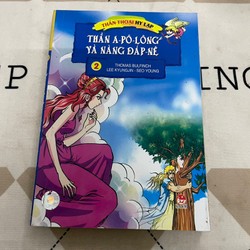 THẦN THOẠI HY LẠP
THẦN A-PÔ-LÔNG
VÀ NÀNG ĐÁP-NÊ
2
THOMAS BULFINCH
LEE KYUNGJIN - SEO YOUNG